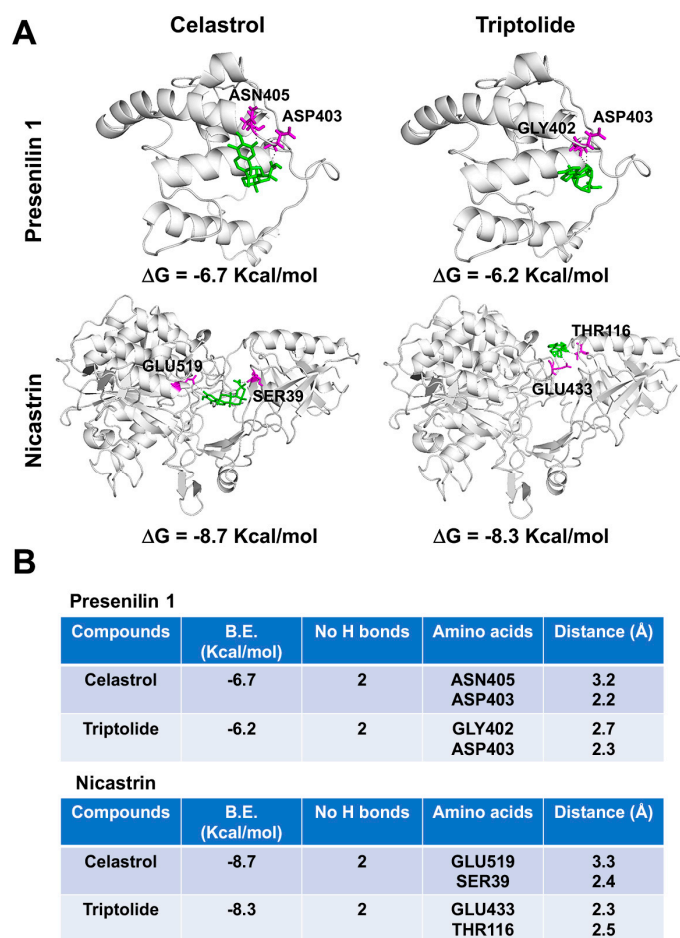 A
Celastrol
Triptolide
Presenilin 1
ASN405
ASP403
GLY402
ASP403
ΔG = -6.7 Kcal/mol
ΔG = -6.2 Kcal/mol
Nicastrin
GLU519
SER39
THR116
GLU433
ΔG = -8.7 Kcal/mol
ΔG = -8.3 Kcal/mol
B
Presenilin 1
Compounds B.E. (Kcal/mol) No H bonds Amino acids Distance (Å)
Celastrol -6.7 2 ASN405 3.2
ASP403 2.2
Triptolide -6.2 2 GLY402 2.7
ASP403 2.3
Nicastrin
Compounds B.E. (Kcal/mol) No H bonds Amino acids Distance (Å)
Celastrol -8.7 2 GLU519 3.3
SER39 2.4
Triptolide -8.3 2 GLU433 2.3
THR116 2.5